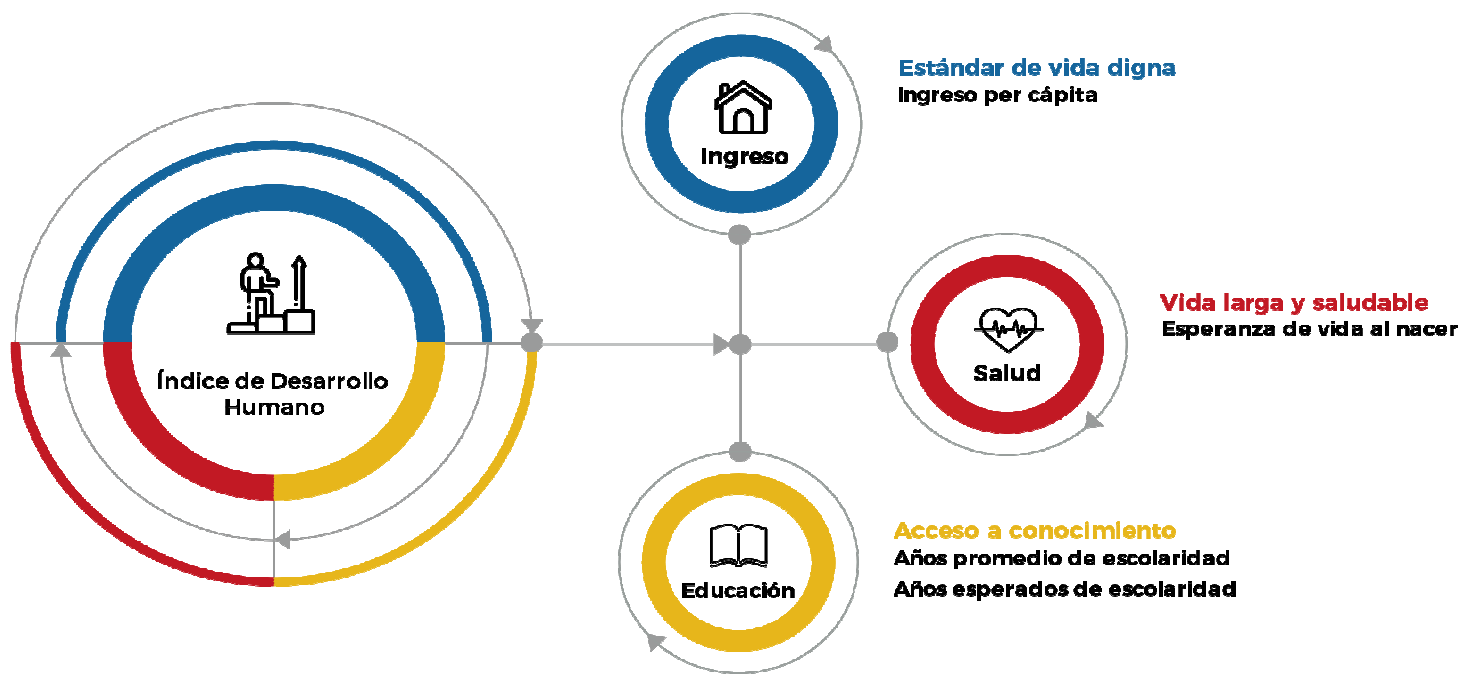 Índice de Desarrollo
Humano
Ingreso
Estándar de vida digna
Ingreso per cápita
Salud
Vida larga y saludable
Esperanza de vida al nacer
Educación
Acceso a conocimiento
Años promedio de escolaridad
Años esperados de escolaridad